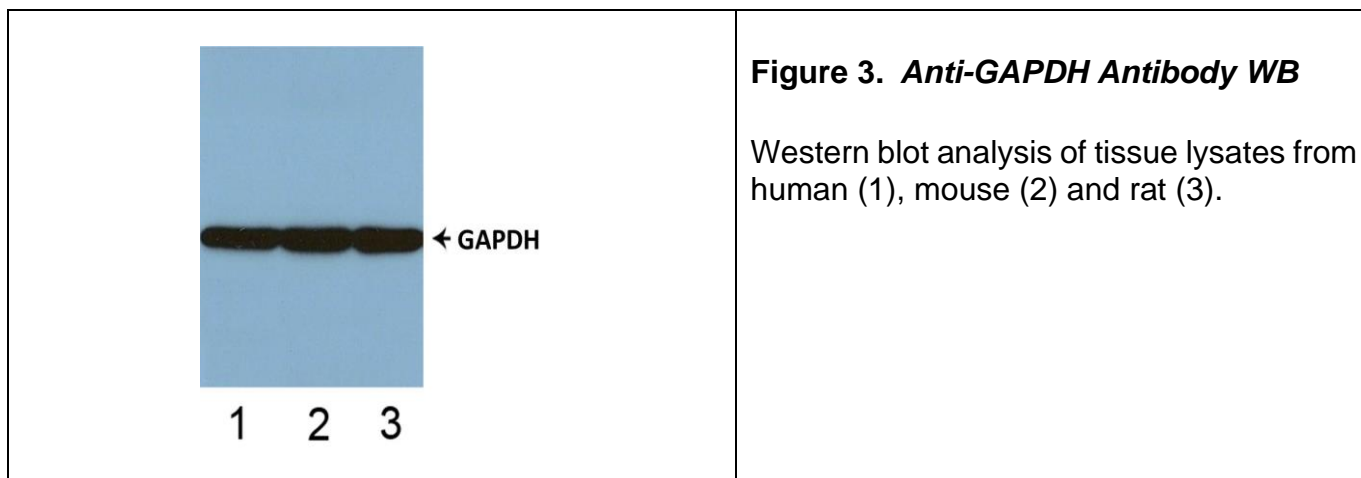 ← GAPDH
1 2 3
Figure 3. Anti-GAPDH Antibody WB
Western blot analysis of tissue lysates from
human (1), mouse (2) and rat (3).